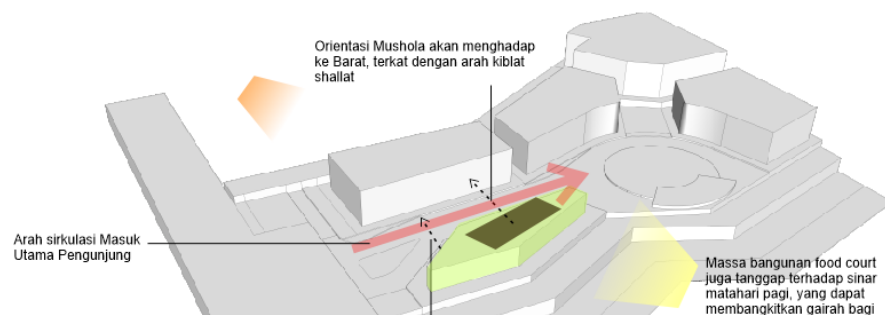 Orientasi Mushola akan menghadap
ke Barat, terkat dengan arah kiblat
shallat
Arah sirkulasi Masuk
Utama Pengunjung
Massa bangunan food court
juga tanggap terhadap sinar
matahari pagi, yang dapat
membangkitkan gairah bagi